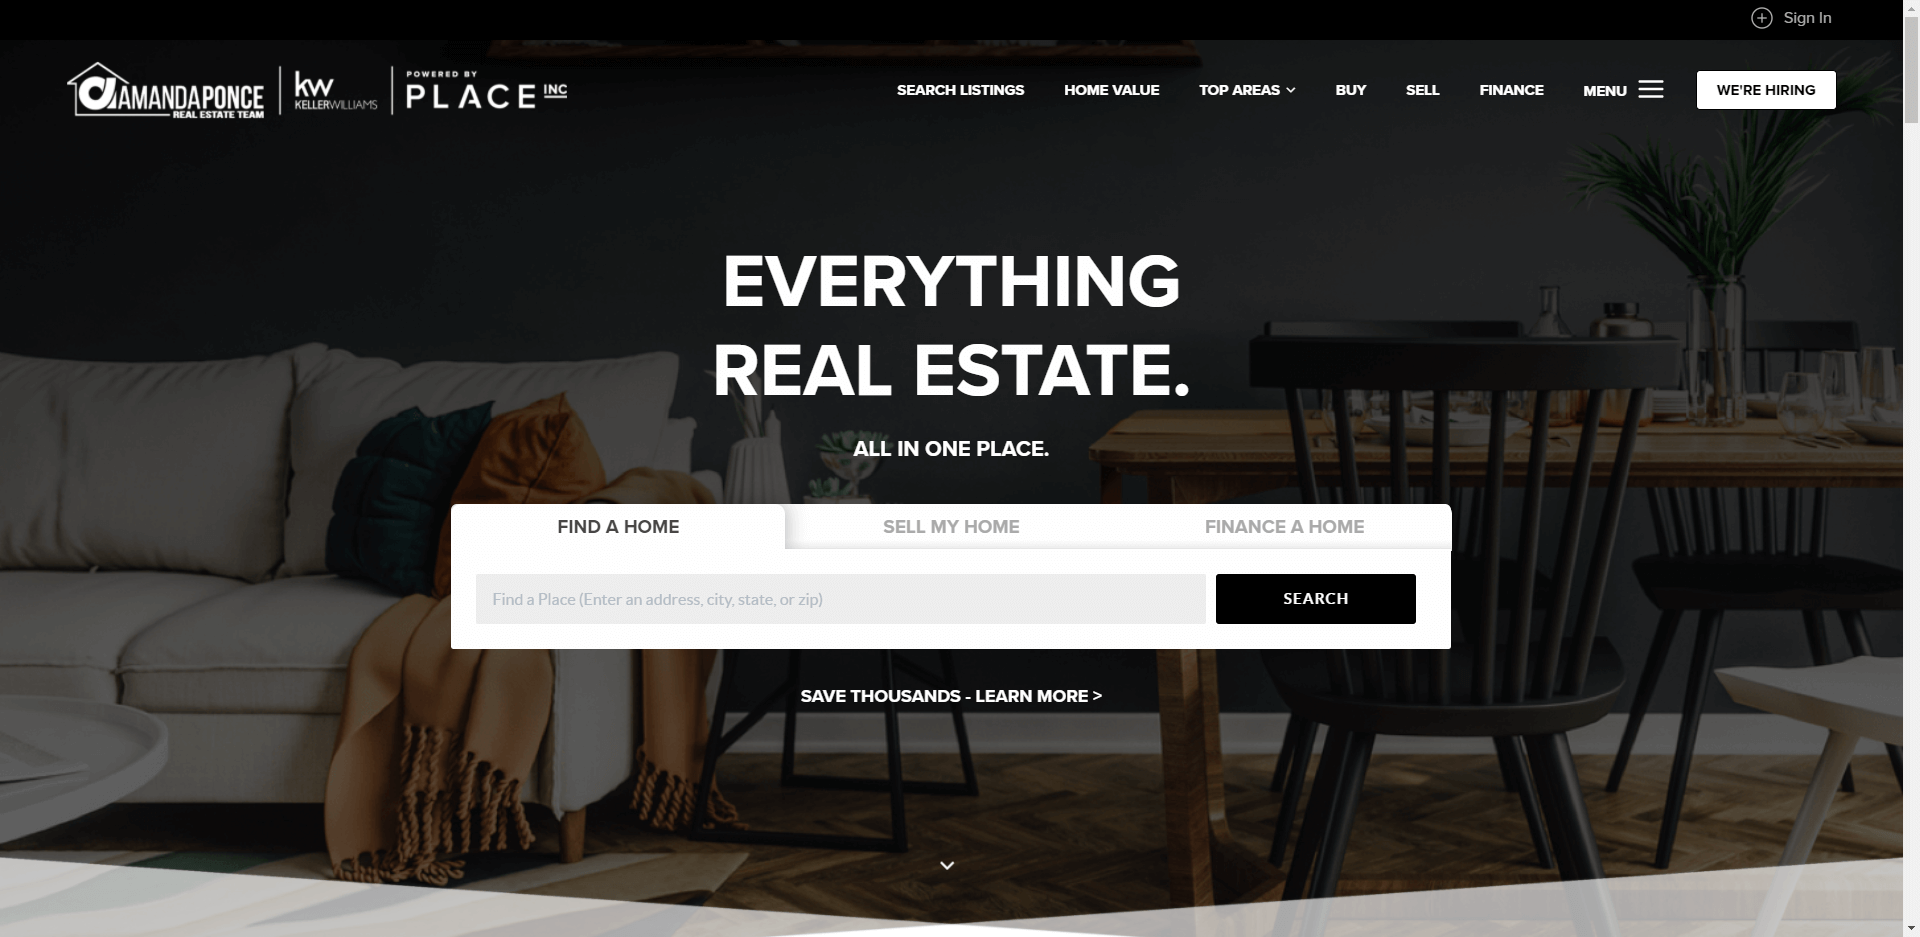 Sign In
AMANDAPONCE
REAL ESTATE TEAM
kw
KELLERWILLIAMS
POWERED BY
PLACE INC
SEARCH LISTINGS
HOME VALUE
TOP AREAS
BUY
SELL
FINANCE
MENU
WE'RE HIRING
EVERYTHING
REAL ESTATE.
ALL IN ONE PLACE.
FIND A HOME
SELL MY HOME
FINANCE A HOME
Find a Place (Enter an address, city, state, or zip)
SEARCH
SAVE THOUSANDS - LEARN MORE >